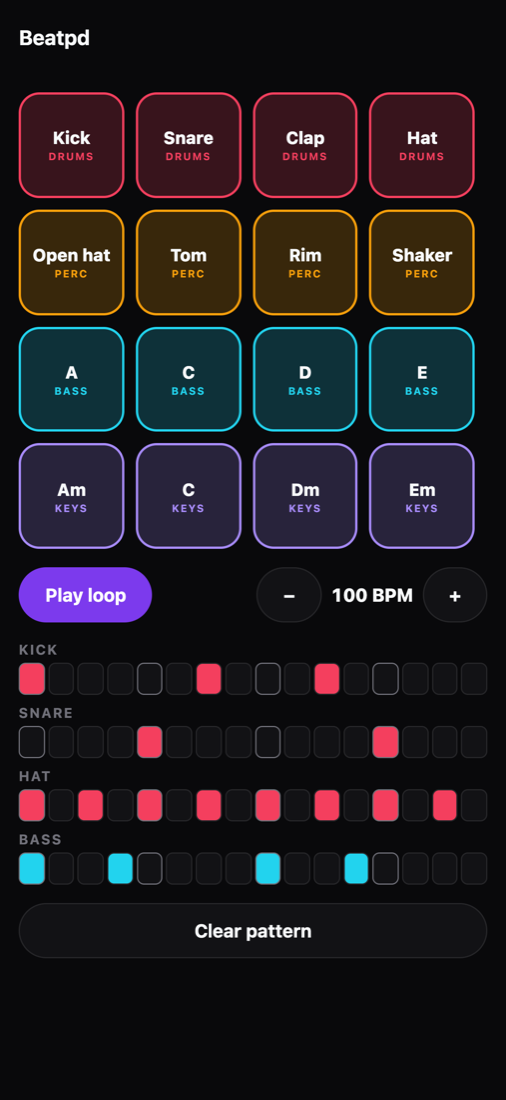 Beatpd
Kick Snare Clap Hat
DRUMS DRUMS DRUMS DRUMS
Open hat Tom Rim Shaker
PERC PERC PERC PERC
A C D E
BASS BASS BASS BASS
Am C Dm Em
KEYS KEYS KEYS KEYS
Play loop − 100 BPM +
KICK
SNARE
HAT
BASS
Clear pattern